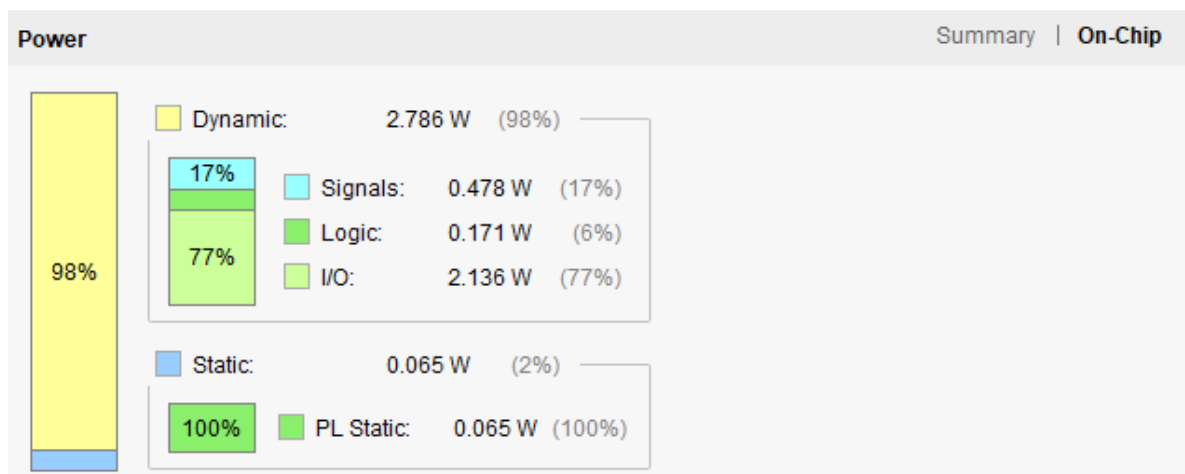 Power Summary | On-Chip
Dynamic: 2.786 W (98%)
17% Signals: 0.478 W (17%)
Logic: 0.171 W (6%)
98% 77% I/O: 2.136 W (77%)
Static: 0.065 W (2%)
100% PL Static: 0.065 W (100%)